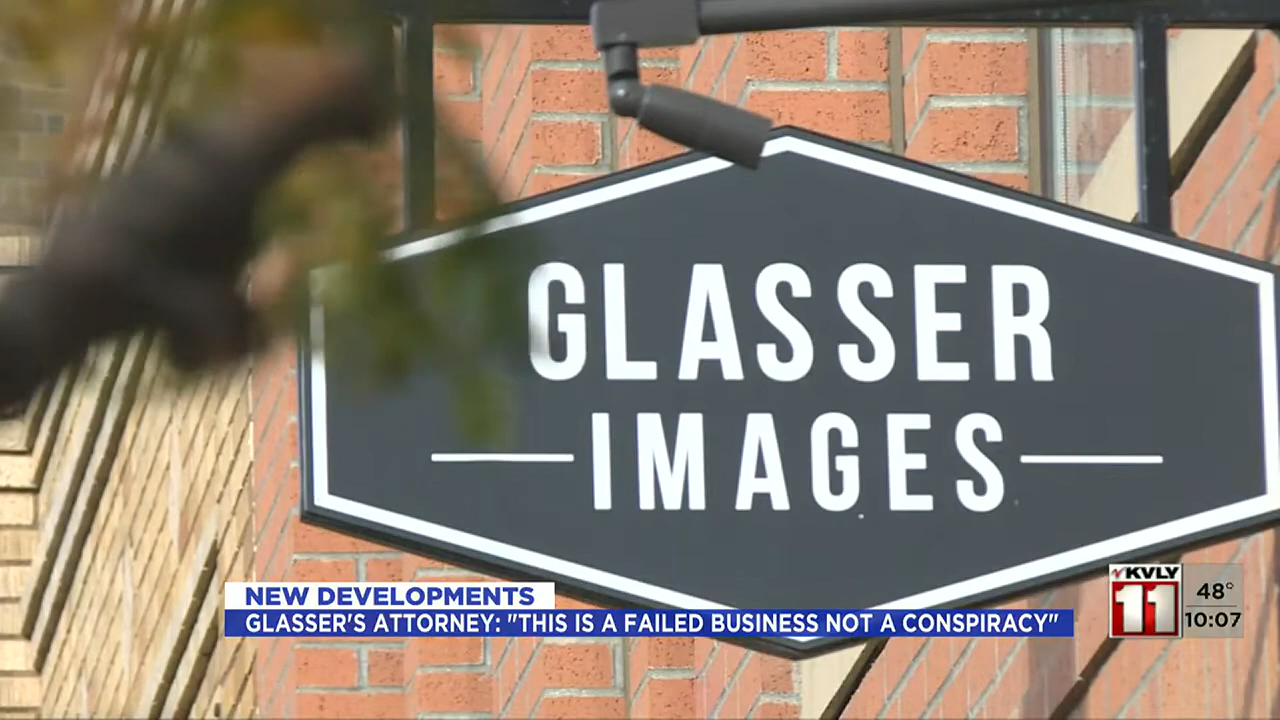 GLASSER
IMAGES
NEW DEVELOPMENTS
GLASSER'S ATTORNEY: "THIS IS A FAILED BUSINESS NOT A CONSPIRACY"
KVLY
11
48°
10:07